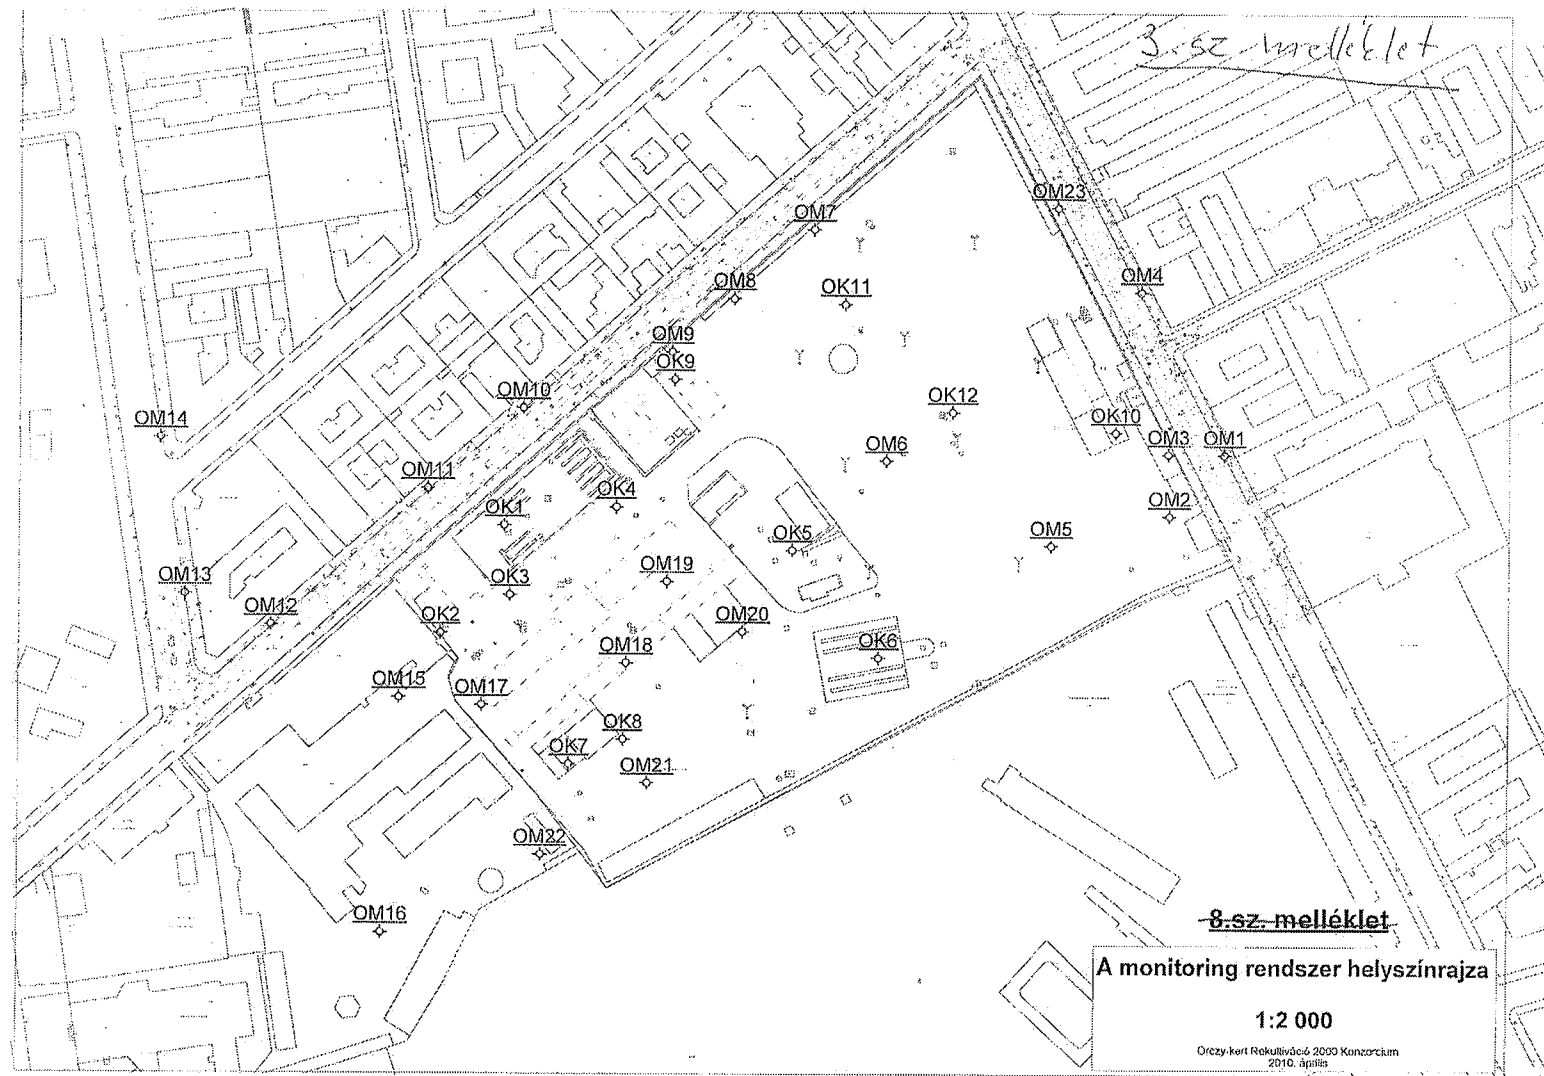 3. sz. melléklet
OM23
OM7
OM4
OM8
OK11
OM9
OK9
OM10
OK12
OM14
OK10
OM3
OM1
OM6
OM11
OK4
OK1
OM2
OK5
OM5
OM19
OM13
OK3
OM12
OK2
OM20
OK6
OM18
OM15
OM17
OK8
OK7
OM21
OM22
OM16
8.sz. melléklet
A monitoring rendszer helyszínrajza
1:2 000
Orczy-kert Rekultiváció 2000 Konzorcium
2010. április